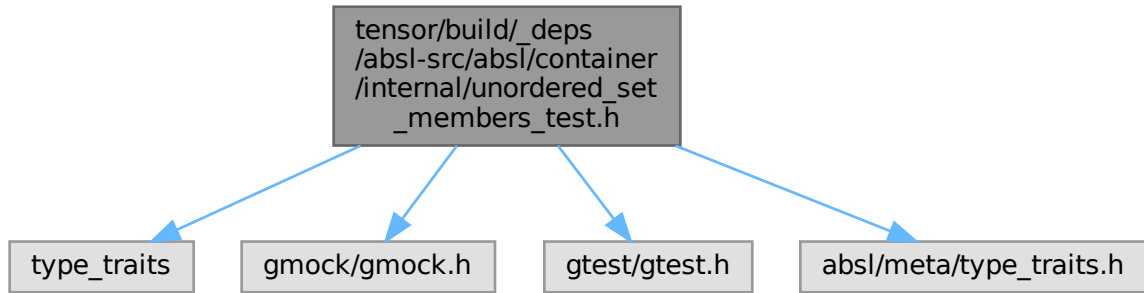 tensor/build/_deps
/absl-src/absl/container
/internal/unordered_set
_members_test.h
type_traits
gmock/gmock.h
gtest/gtest.h
absl/meta/type_traits.h